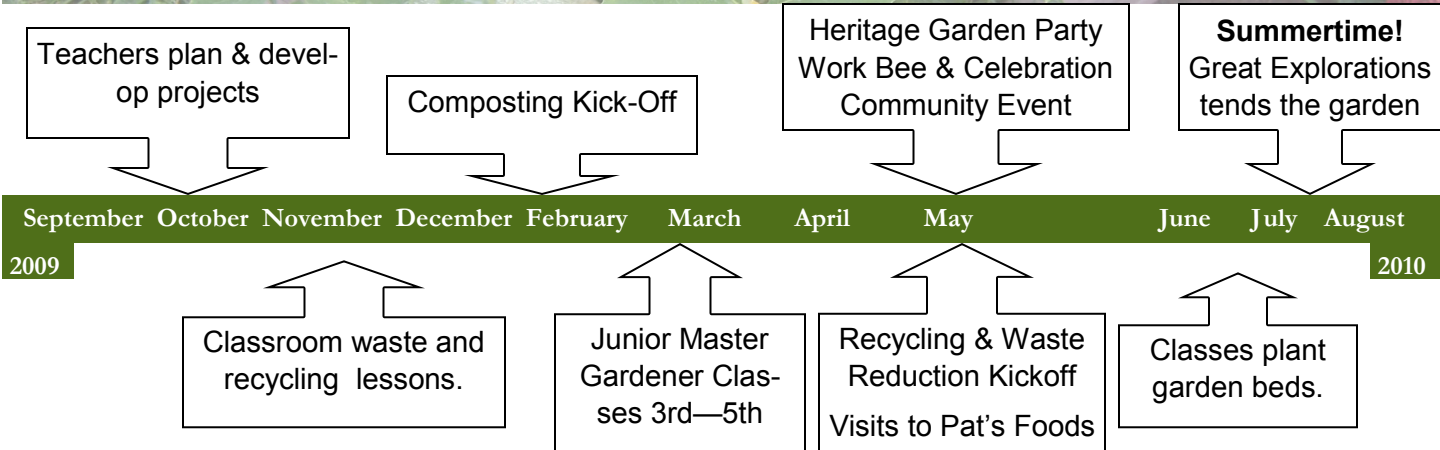 Teachers plan & devel-
op projects
Composting Kick-Off
Heritage Garden Party
Work Bee & Celebration
Community Event
Summertime!
Great Explorations
tends the garden
September October November December February March April May June July August
2009
2010
Classroom waste and
recycling lessons.
Junior Master
Gardener Clas-
ses 3rd—5th
Recycling & Waste
Reduction Kickoff
Visits to Pat’s Foods
Classes plant
garden beds.